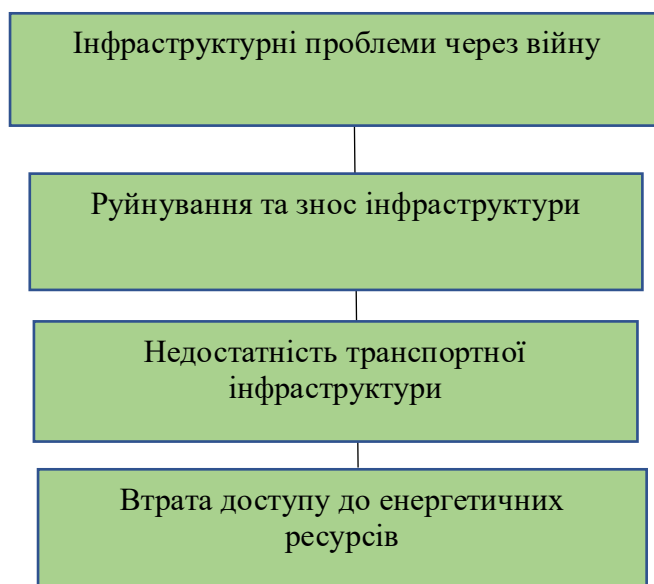 Інфраструктурні проблеми через війну
Руйнування та знос інфраструктури
Недостатність транспортної
інфраструктури
Втрата доступу до енергетичних
ресурсів